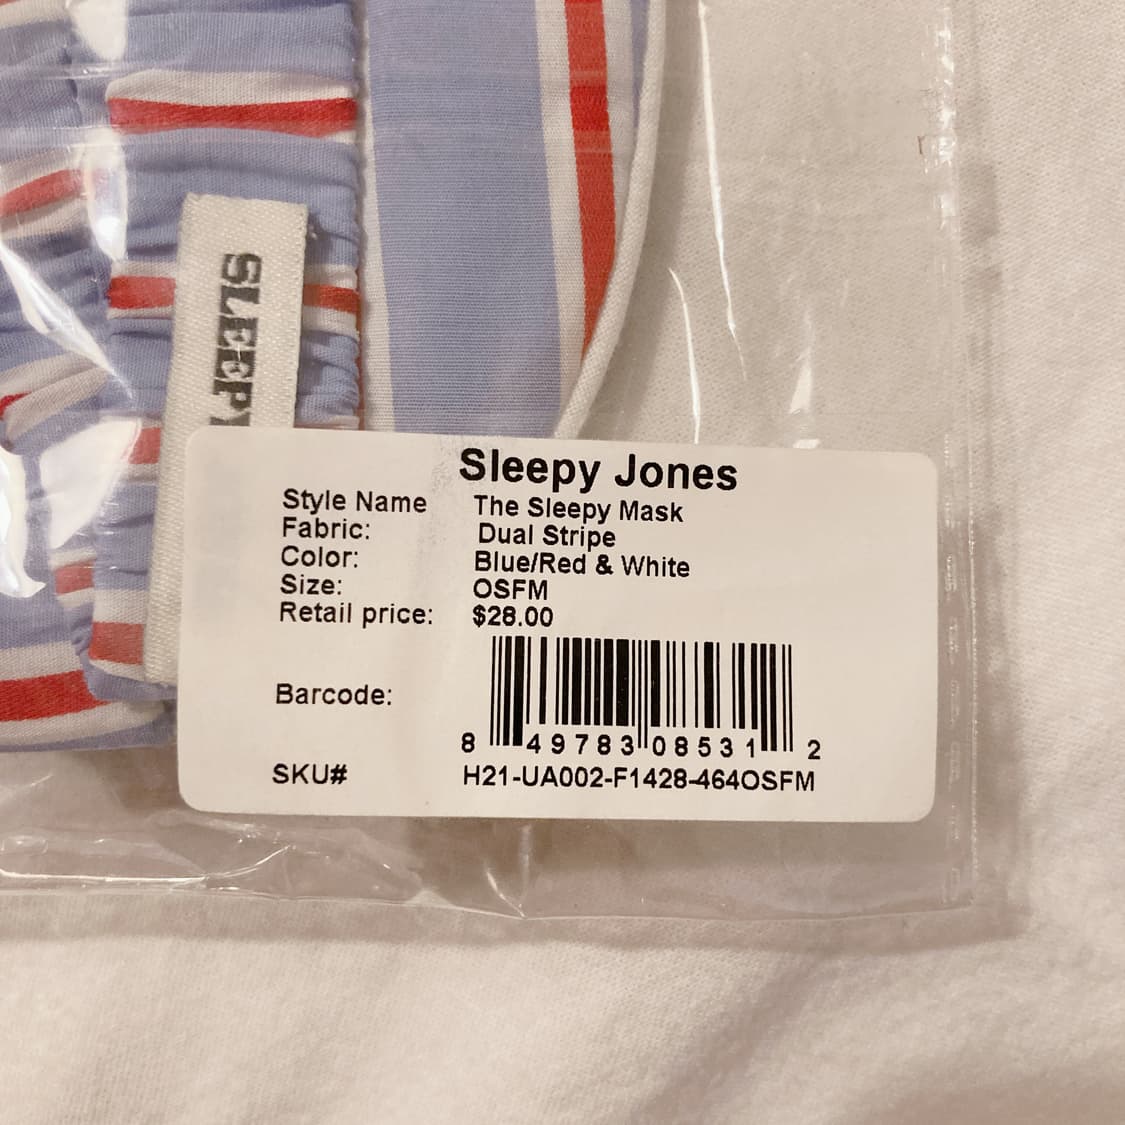 SLEEPY
Sleepy Jones
Style Name The Sleepy Mask
Fabric: Dual Stripe
Color: Blue/Red & White
Size: OSFM
Retail price: $28.00
Barcode:
8 49783 08531 2
SKU# H21-UA002-F1428-464OSFM